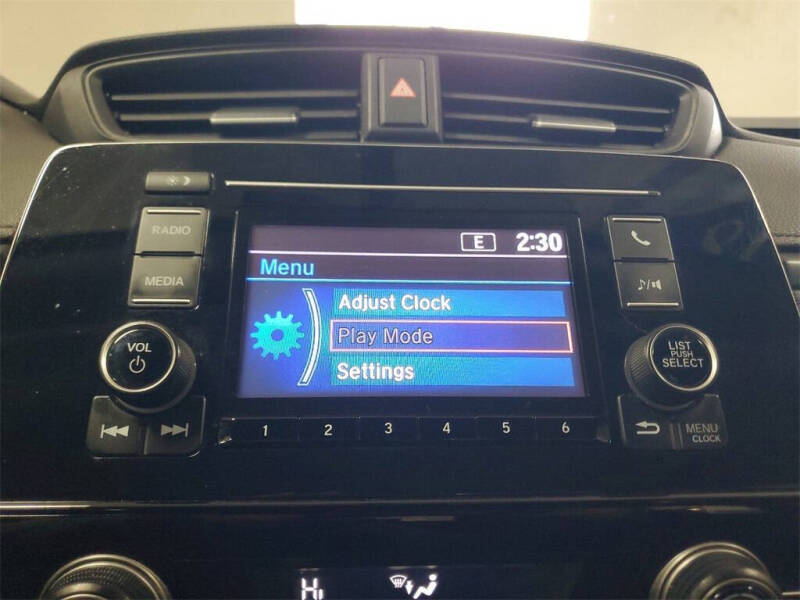 RADIO
MEDIA
VOL
E 2:30
Menu
Adjust Clock
Play Mode
Settings
LIST
PUSH
SELECT
1 2 3 4 5 6
MENU
CLOCK
Hi